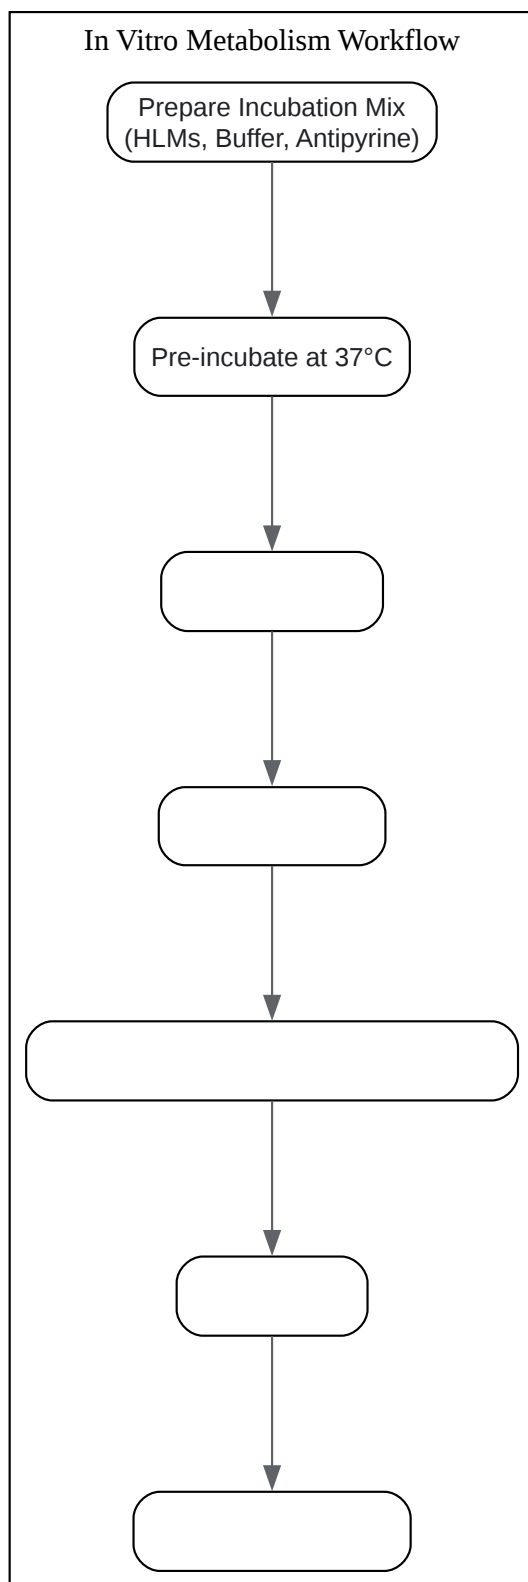 In Vitro Metabolism Workflow
Prepare Incubation Mix
(HLMs, Buffer, Antipyrine)
Pre-incubate at 37°C